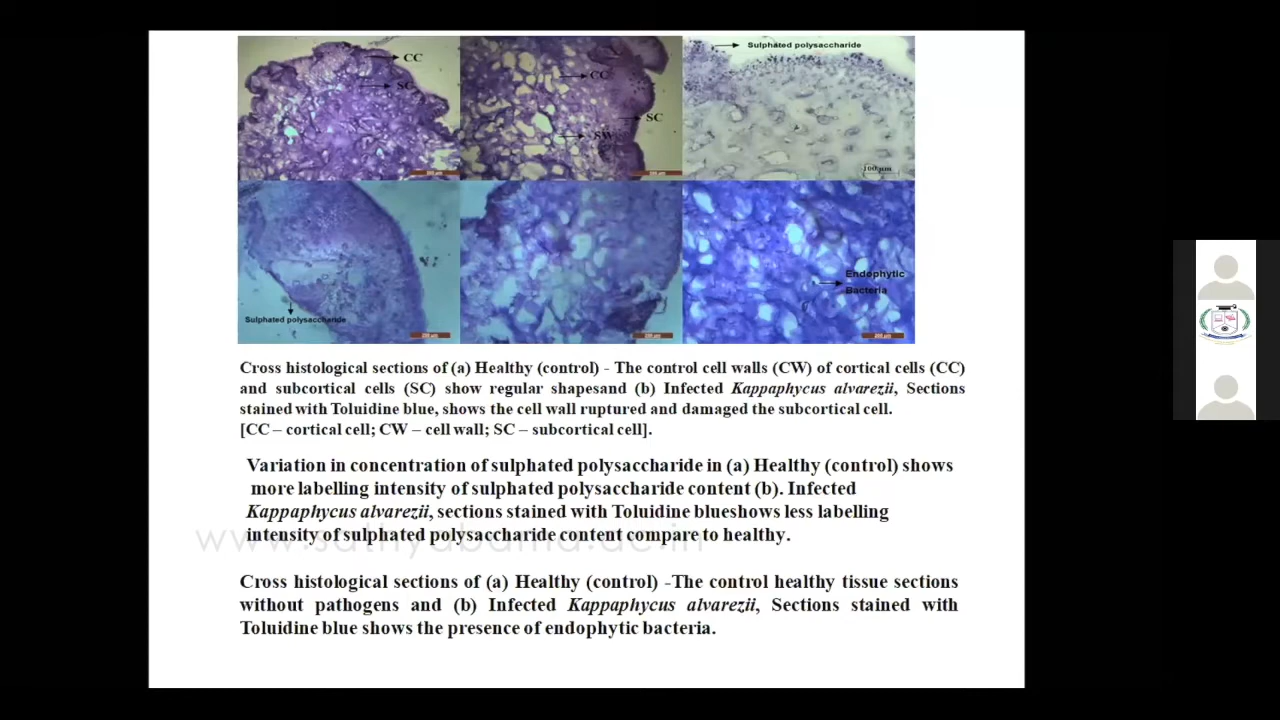 CC
SC
CC
SC
SW
Sulphated polysaccharide
100 µm
Sulphated polysaccharide
Endophytic
Bacteria
Cross histological sections of (a) Healthy (control) - The control cell walls (CW) of cortical cells (CC)
and subcortical cells (SC) show regular shapesand (b) Infected Kappaphycus alvarezii, Sections
stained with Toluidine blue, shows the cell wall ruptured and damaged the subcortical cell.
[CC – cortical cell; CW – cell wall; SC – subcortical cell].
Variation in concentration of sulphated polysaccharide in (a) Healthy (control) shows
more labelling intensity of sulphated polysaccharide content (b). Infected
Kappaphycus alvarezii, sections stained with Toluidine blueshows less labelling
intensity of sulphated polysaccharide content compare to healthy.
www.sathyabama.ac.in
Cross histological sections of (a) Healthy (control) -The control healthy tissue sections
without pathogens and (b) Infected Kappaphycus alvarezii, Sections stained with
Toluidine blue shows the presence of endophytic bacteria.